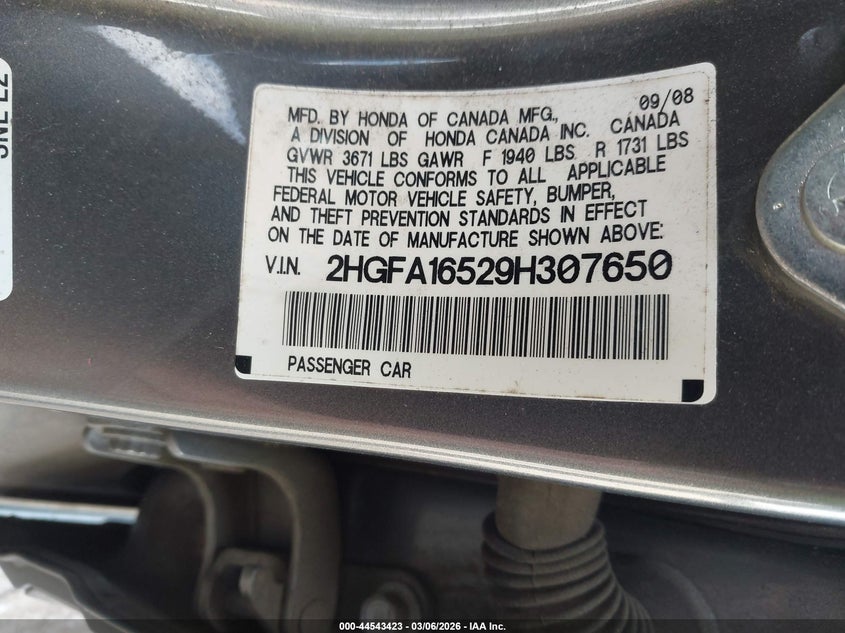 SNL E2
MFD. BY HONDA OF CANADA MFG., 09/08
A DIVISION OF HONDA CANADA INC. CANADA
GVWR 3671 LBS GAWR F 1940 LBS R 1731 LBS
THIS VEHICLE CONFORMS TO ALL APPLICABLE
FEDERAL MOTOR VEHICLE SAFETY, BUMPER,
AND THEFT PREVENTION STANDARDS IN EFFECT
ON THE DATE OF MANUFACTURE SHOWN ABOVE:
V.I.N. 2HGFA16529H307650
PASSENGER CAR
000-44543423 | 03/06/2026 - IAA Inc.